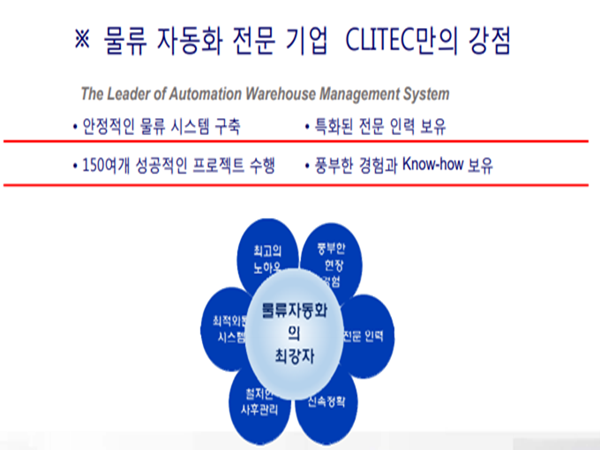 ※ 물류 자동화 전문 기업 CLITEC만의 강점
The Leader of Automation Warehouse Management System
• 안정적인 물류 시스템 구축
• 특화된 전문 인력 보유
• 150여개 성공적인 프로젝트 수행
• 풍부한 경험과 Know-how 보유
최고의
노하우
풍부한
현장
경험
시스템
전문 인력
신속정확
철저한
사후관리
물류자동화
의
최강자